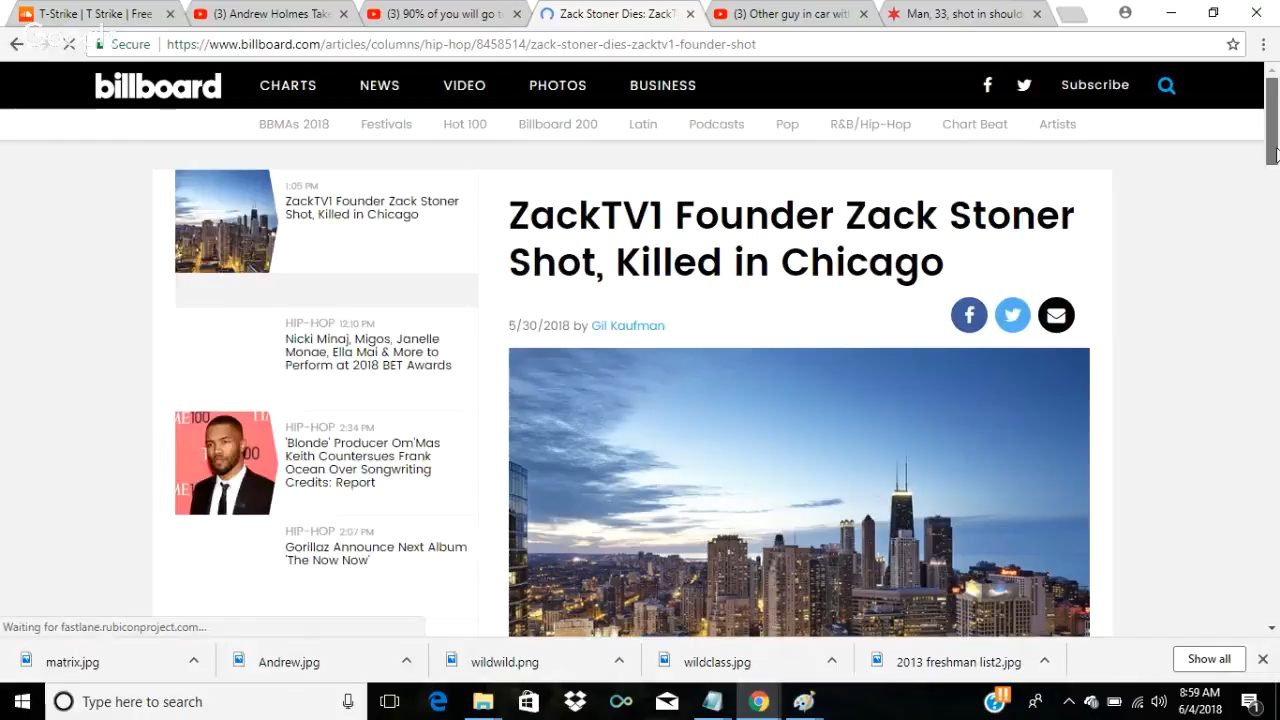 T-Strike | T Strike | Free
(3) Andrew Holmes Take
(3) 90% of you will go t
Zack Stoner Dies: ZackT
(3) Other guy in car with
Man, 33, shot in should
Secure
https://www.billboard.com/articles/columns/hip-hop/8458514/zack-stoner-dies-zacktv1-founder-shot
billboard
CHARTS NEWS VIDEO PHOTOS BUSINESS
Subscribe
BBMAs 2018 Festivals Hot 100 Billboard 200 Latin Podcasts Pop R&B/Hip-Hop Chart Beat Artists
1:05 PM
ZackTV1 Founder Zack Stoner
Shot, Killed in Chicago
HIP-HOP 12:10 PM
Nicki Minaj, Migos, Janelle
Monae, Ella Mai & More to
Perform at 2018 BET Awards
HIP-HOP 2:34 PM
'Blonde' Producer Om'Mas
Keith Countersues Frank
Ocean Over Songwriting
Credits: Report
HIP-HOP 2:07 PM
Gorillaz Announce Next Album
'The Now Now'
ZackTV1 Founder Zack Stoner
Shot, Killed in Chicago
5/30/2018 by Gil Kaufman
Waiting for fastlane.rubiconproject.com...
matrix.jpg
Andrew.jpg
wildwild.png
wildclass.jpg
2013 freshman list2.jpg
Show all
Type here to search
8:59 AM
6/4/2018